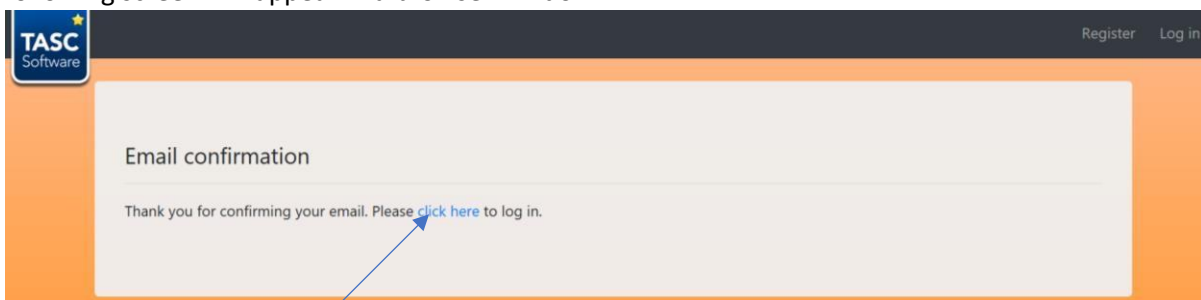 TASC
Software
Register Log in
Email confirmation
Thank you for confirming your email. Please click here to log in.